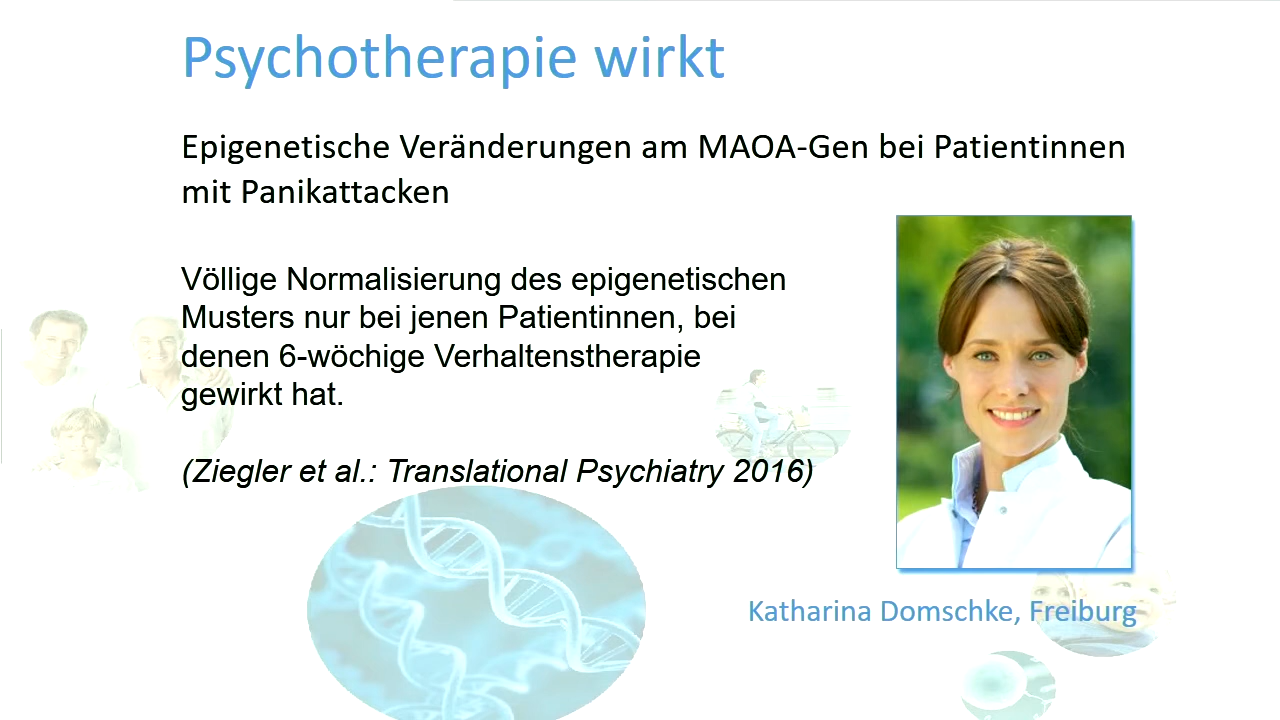 Psychotherapie wirkt
Epigenetische Veränderungen am MAOA-Gen bei Patientinnen
mit Panikattacken
Völlige Normalisierung des epigenetischen
Musters nur bei jenen Patientinnen, bei
denen 6-wöchige Verhaltenstherapie
gewirkt hat.
(Ziegler et al.: Translational Psychiatry 2016)
Katharina Domschke, Freiburg